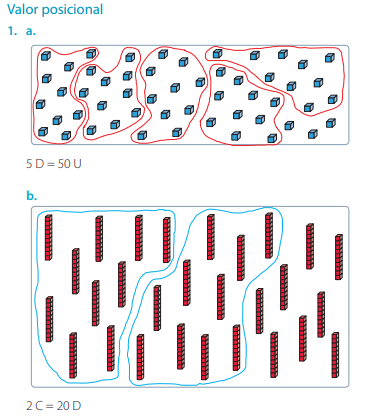 Valor posicional
1. a.
5 D = 50 U
b.
2 C = 20 D